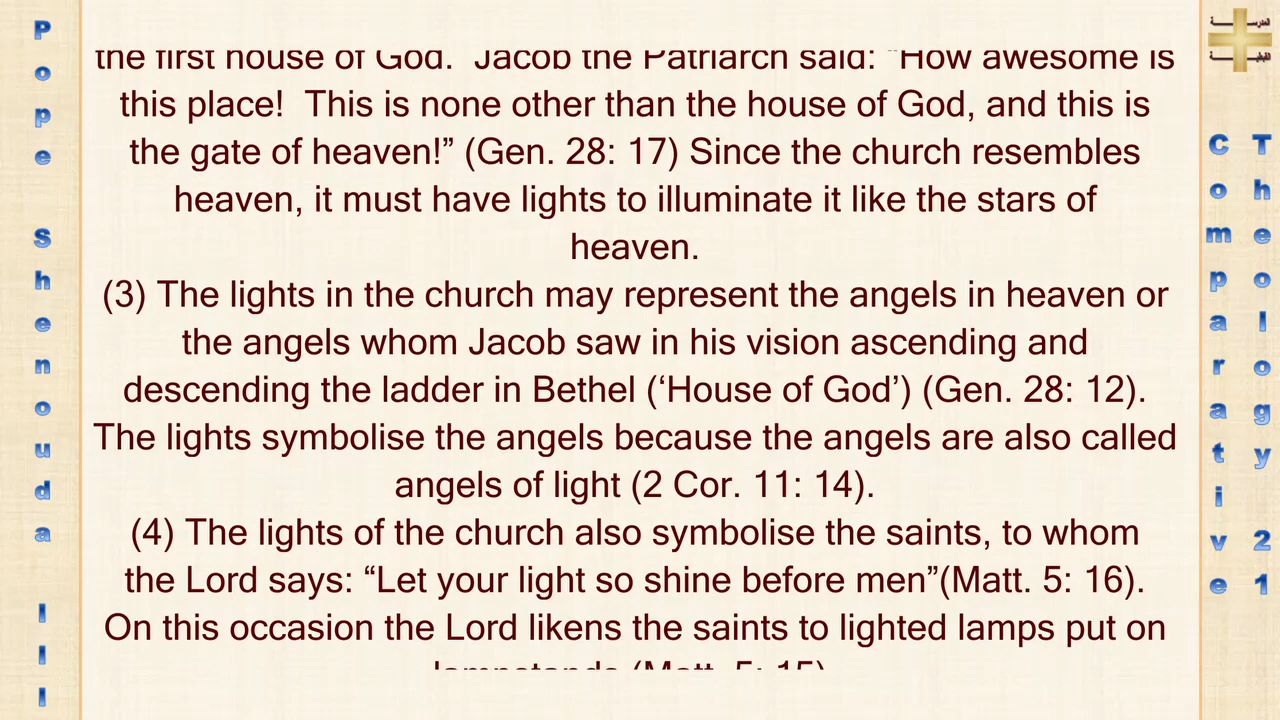 Pope Shenouda III
the first house of God.  Jacob the Patriarch said: “How awesome is
this place!  This is none other than the house of God, and this is
the gate of heaven!” (Gen. 28: 17) Since the church resembles
heaven, it must have lights to illuminate it like the stars of
heaven.
(3) The lights in the church may represent the angels in heaven or
the angels whom Jacob saw in his vision ascending and
descending the ladder in Bethel (‘House of God’) (Gen. 28: 12).
The lights symbolise the angels because the angels are also called
angels of light (2 Cor. 11: 14).
(4) The lights of the church also symbolise the saints, to whom
the Lord says: “Let your light so shine before men”(Matt. 5: 16).
On this occasion the Lord likens the saints to lighted lamps put on
lampstands (Matt. 5: 15)
Comparative
Theology 21